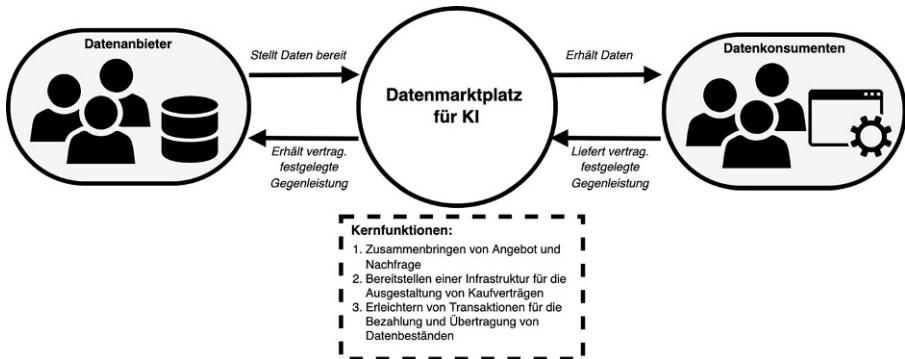 Datenanbieter
Stellt Daten bereit
Erhält vertrag.
festgelegte
Gegenleistung
Datenmarktplatz
für KI
Erhält Daten
Liefert vertrag.
festgelegte
Gegenleistung
Datenkonsumenten
Kernfunktionen:
1. Zusammenbringen von Angebot und
Nachfrage
2. Bereitstellen einer Infrastruktur für die
Ausgestaltung von Kaufverträgen
3. Erleichtern von Transaktionen für die
Bezahlung und Übertragung von
Datenbeständen